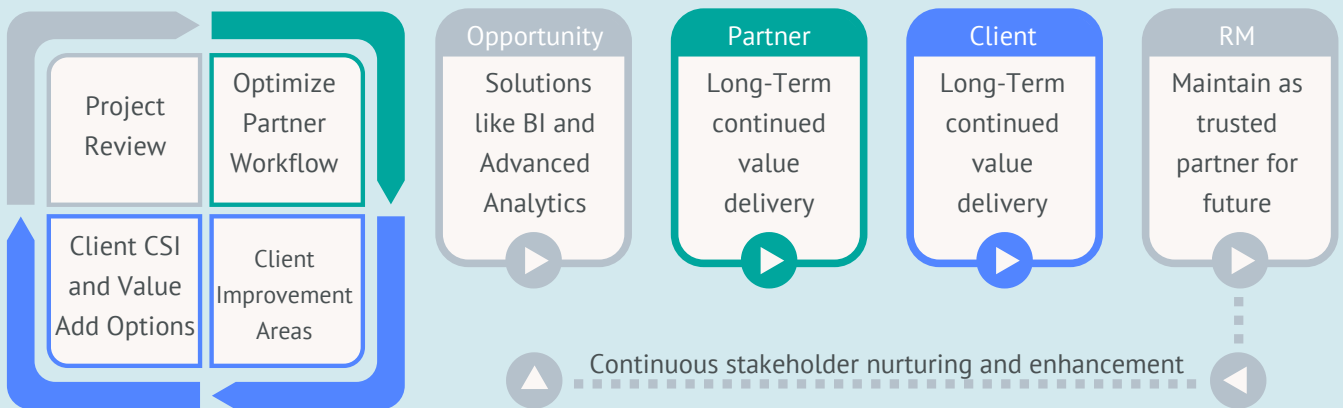 Project
Review
Optimize
Partner
Workflow
Client CSI
and Value
Add Options
Client
Improvement
Areas
Opportunity
Solutions
like BI and
Advanced
Analytics
Partner
Long-Term
continued
value
delivery
Client
Long-Term
continued
value
delivery
RM
Maintain as
trusted
partner for
future
Continuous stakeholder nurturing and enhancement